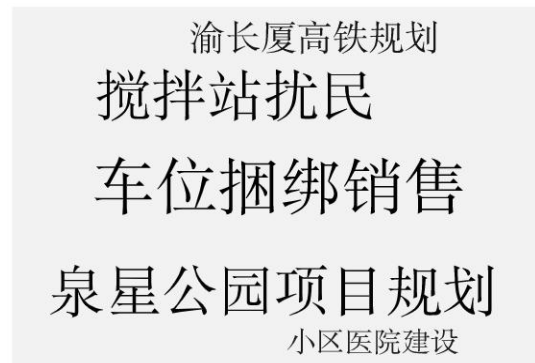 渝长厦高铁规划
搅拌站扰民
车位捆绑销售
泉星公园项目规划
小区医院建设